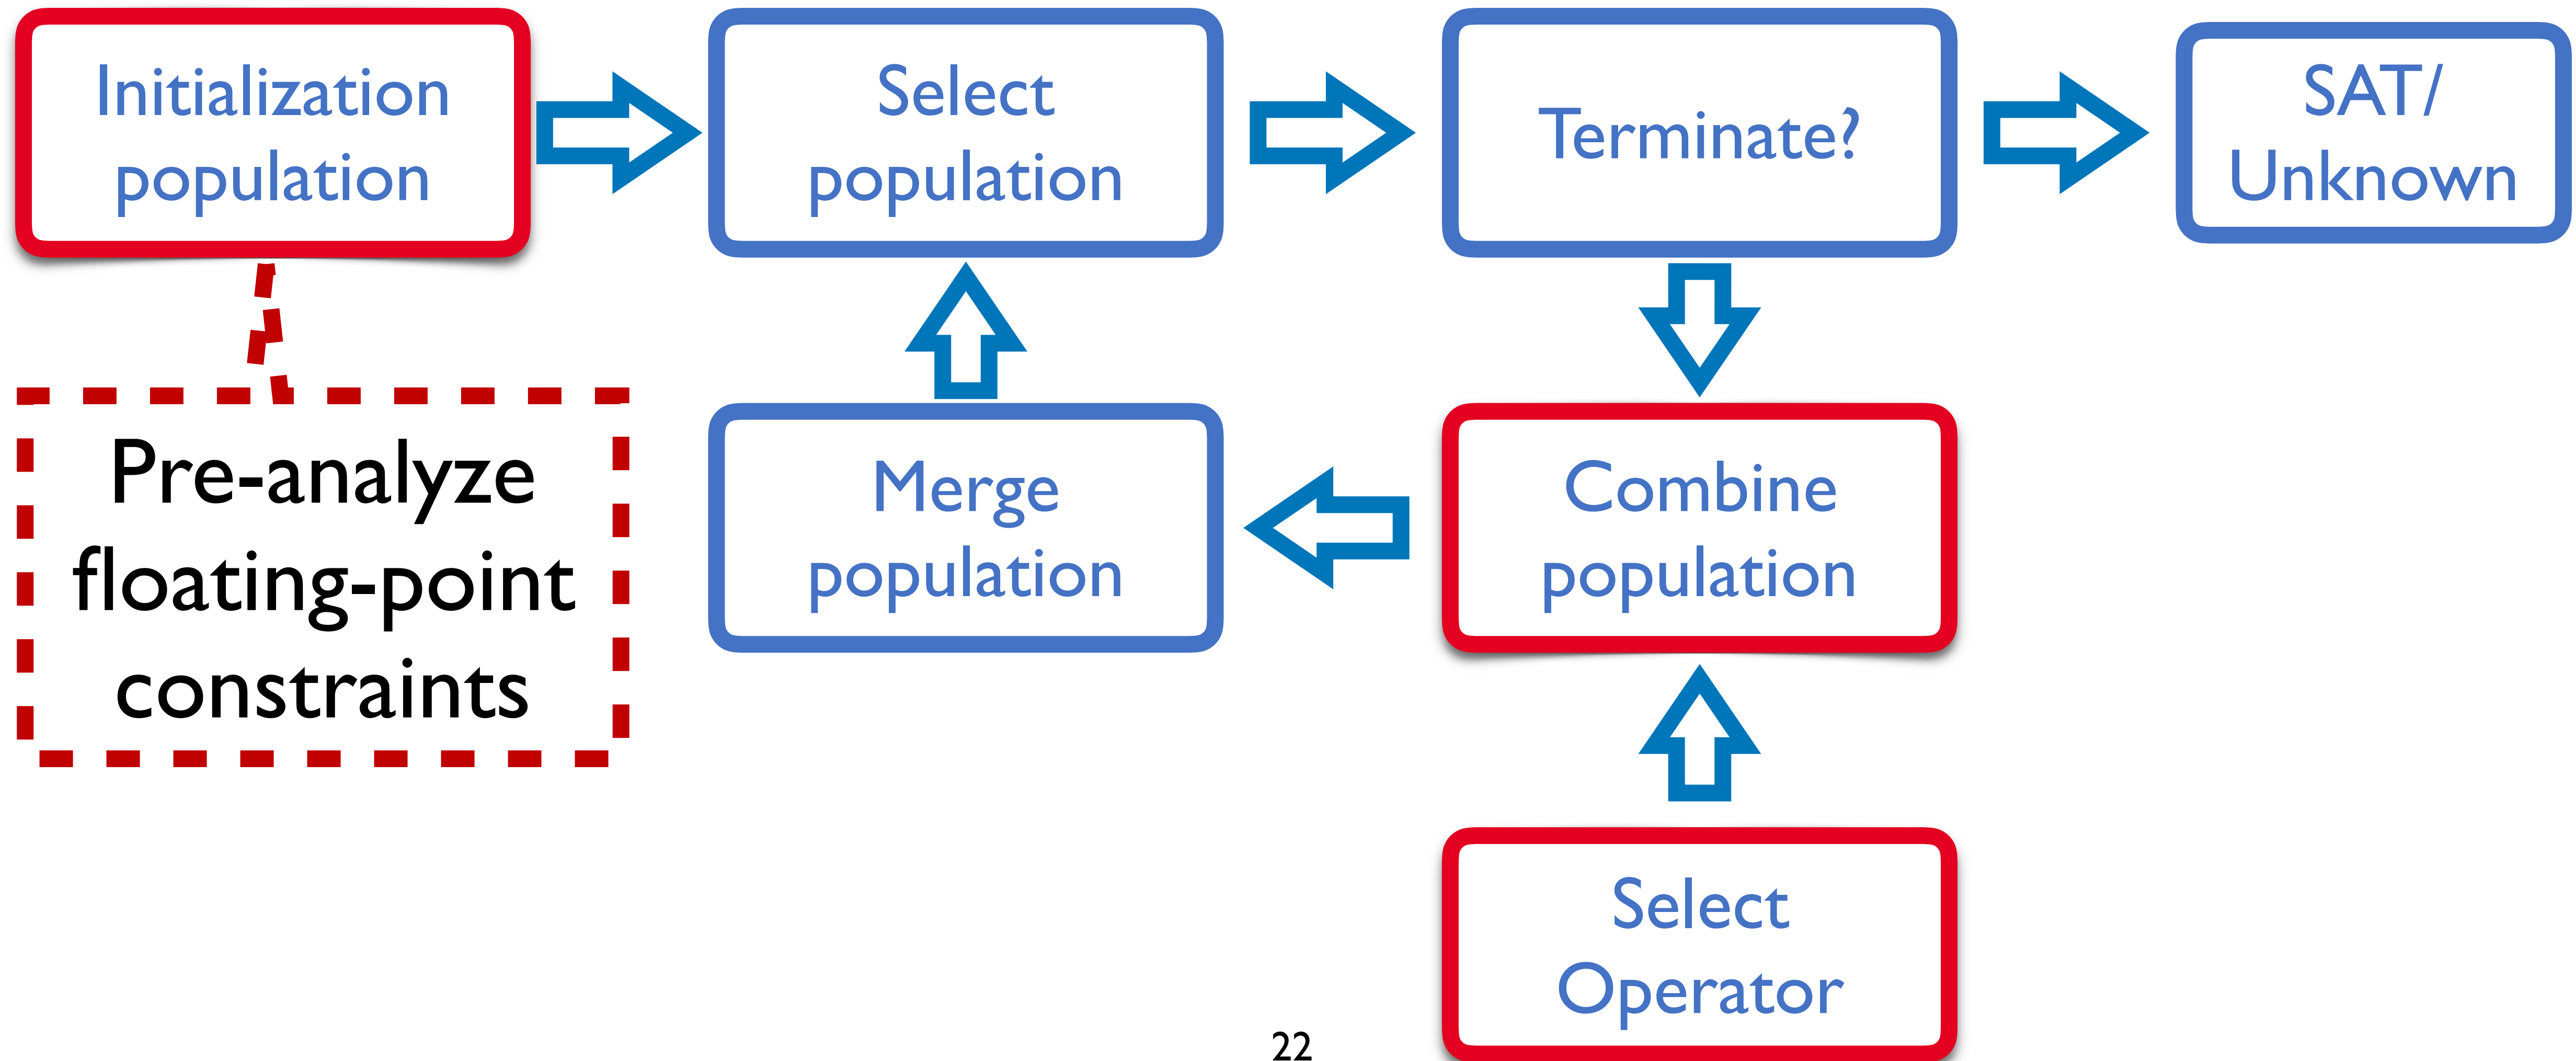 Initialization
population
Select
population
Terminate?
SAT/
Unknown
Pre-analyze
floating-point
constraints
Merge
population
Combine
population
Select
Operator
22